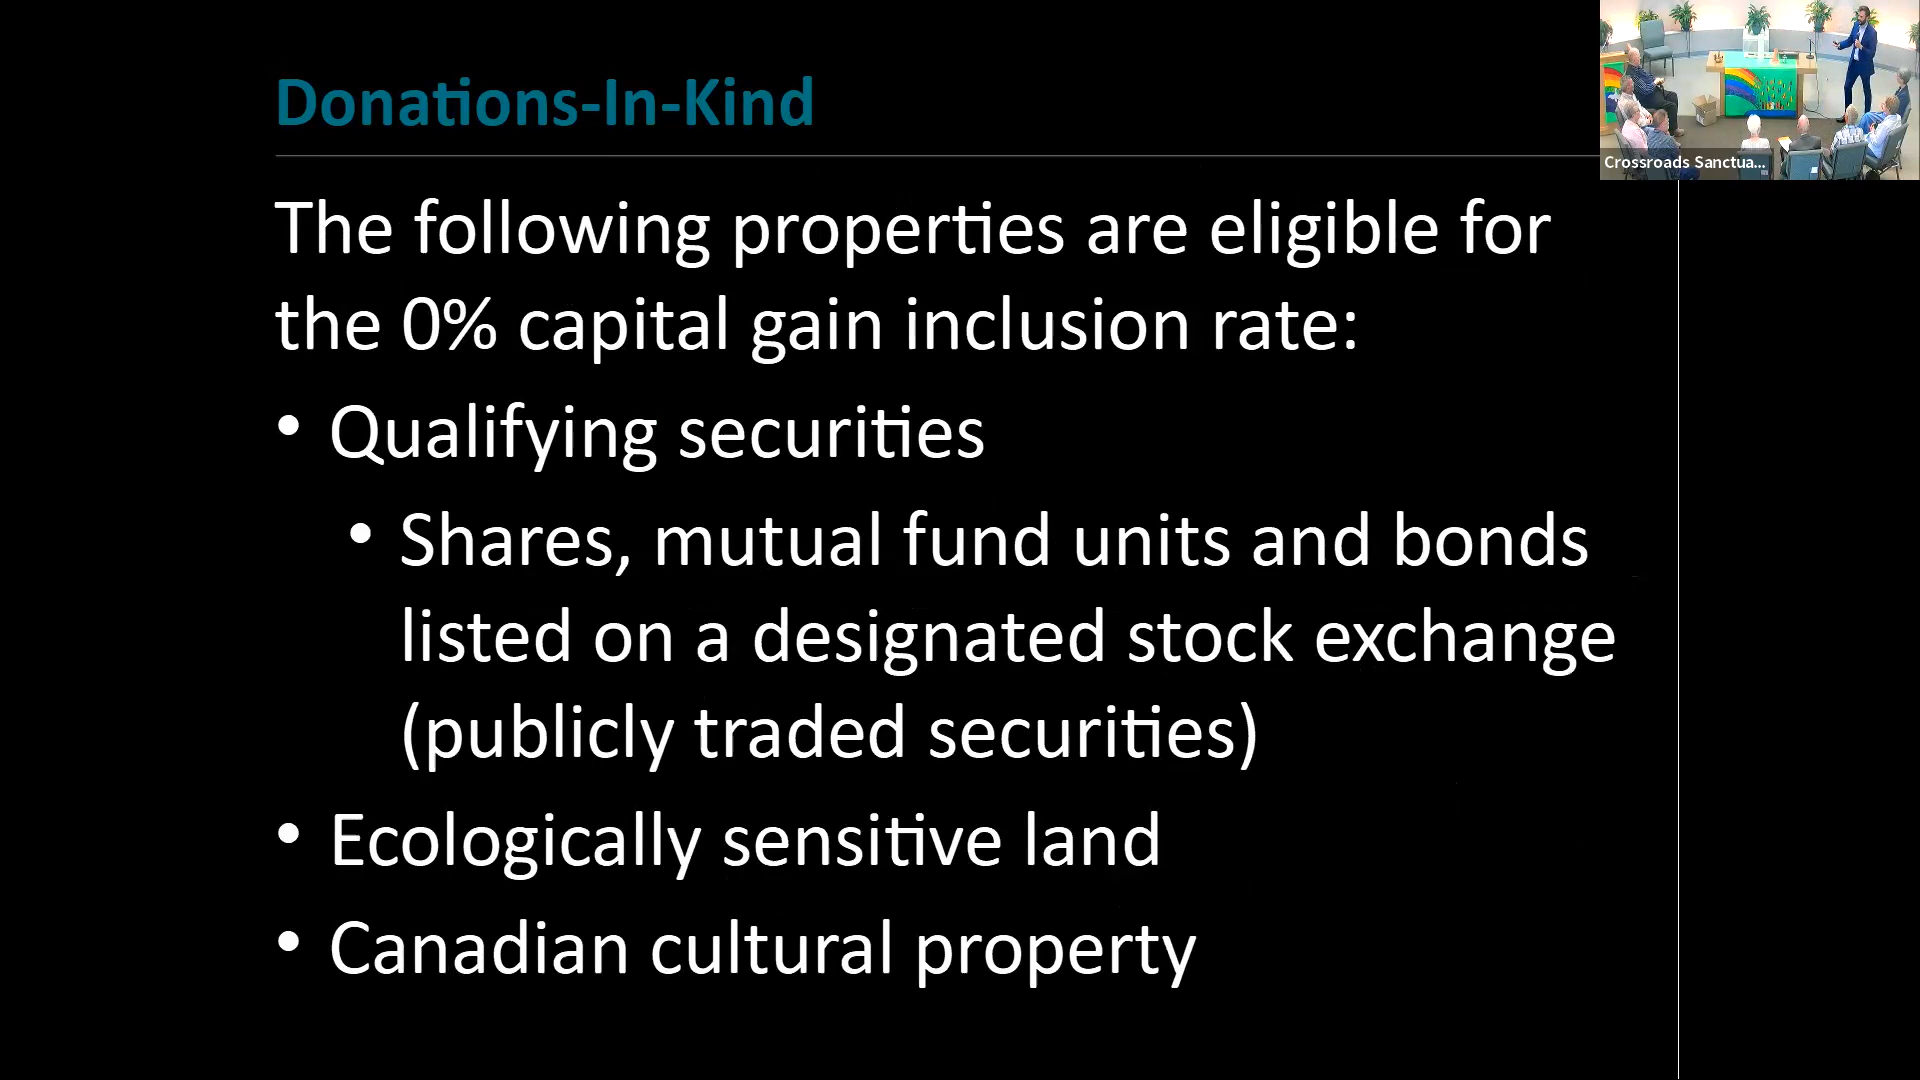 Donations-In-Kind
Crossroads Sanctua...
The following properties are eligible for
the 0% capital gain inclusion rate:
• Qualifying securities
• Shares, mutual fund units and bonds
listed on a designated stock exchange
(publicly traded securities)
• Ecologically sensitive land
• Canadian cultural property